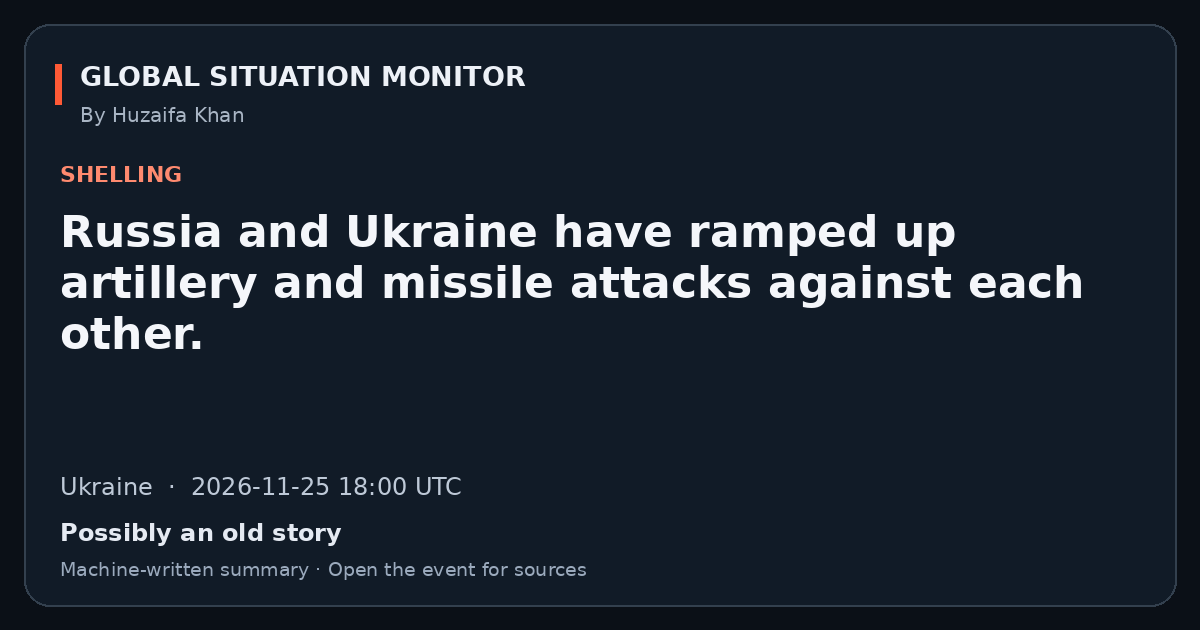 GLOBAL SITUATION MONITOR
By Huzaifa Khan
SHELLING
Russia and Ukraine have ramped up
artillery and missile attacks against each
other.
Ukraine · 2026-11-25 18:00 UTC
Possibly an old story
Machine-written summary · Open the event for sources